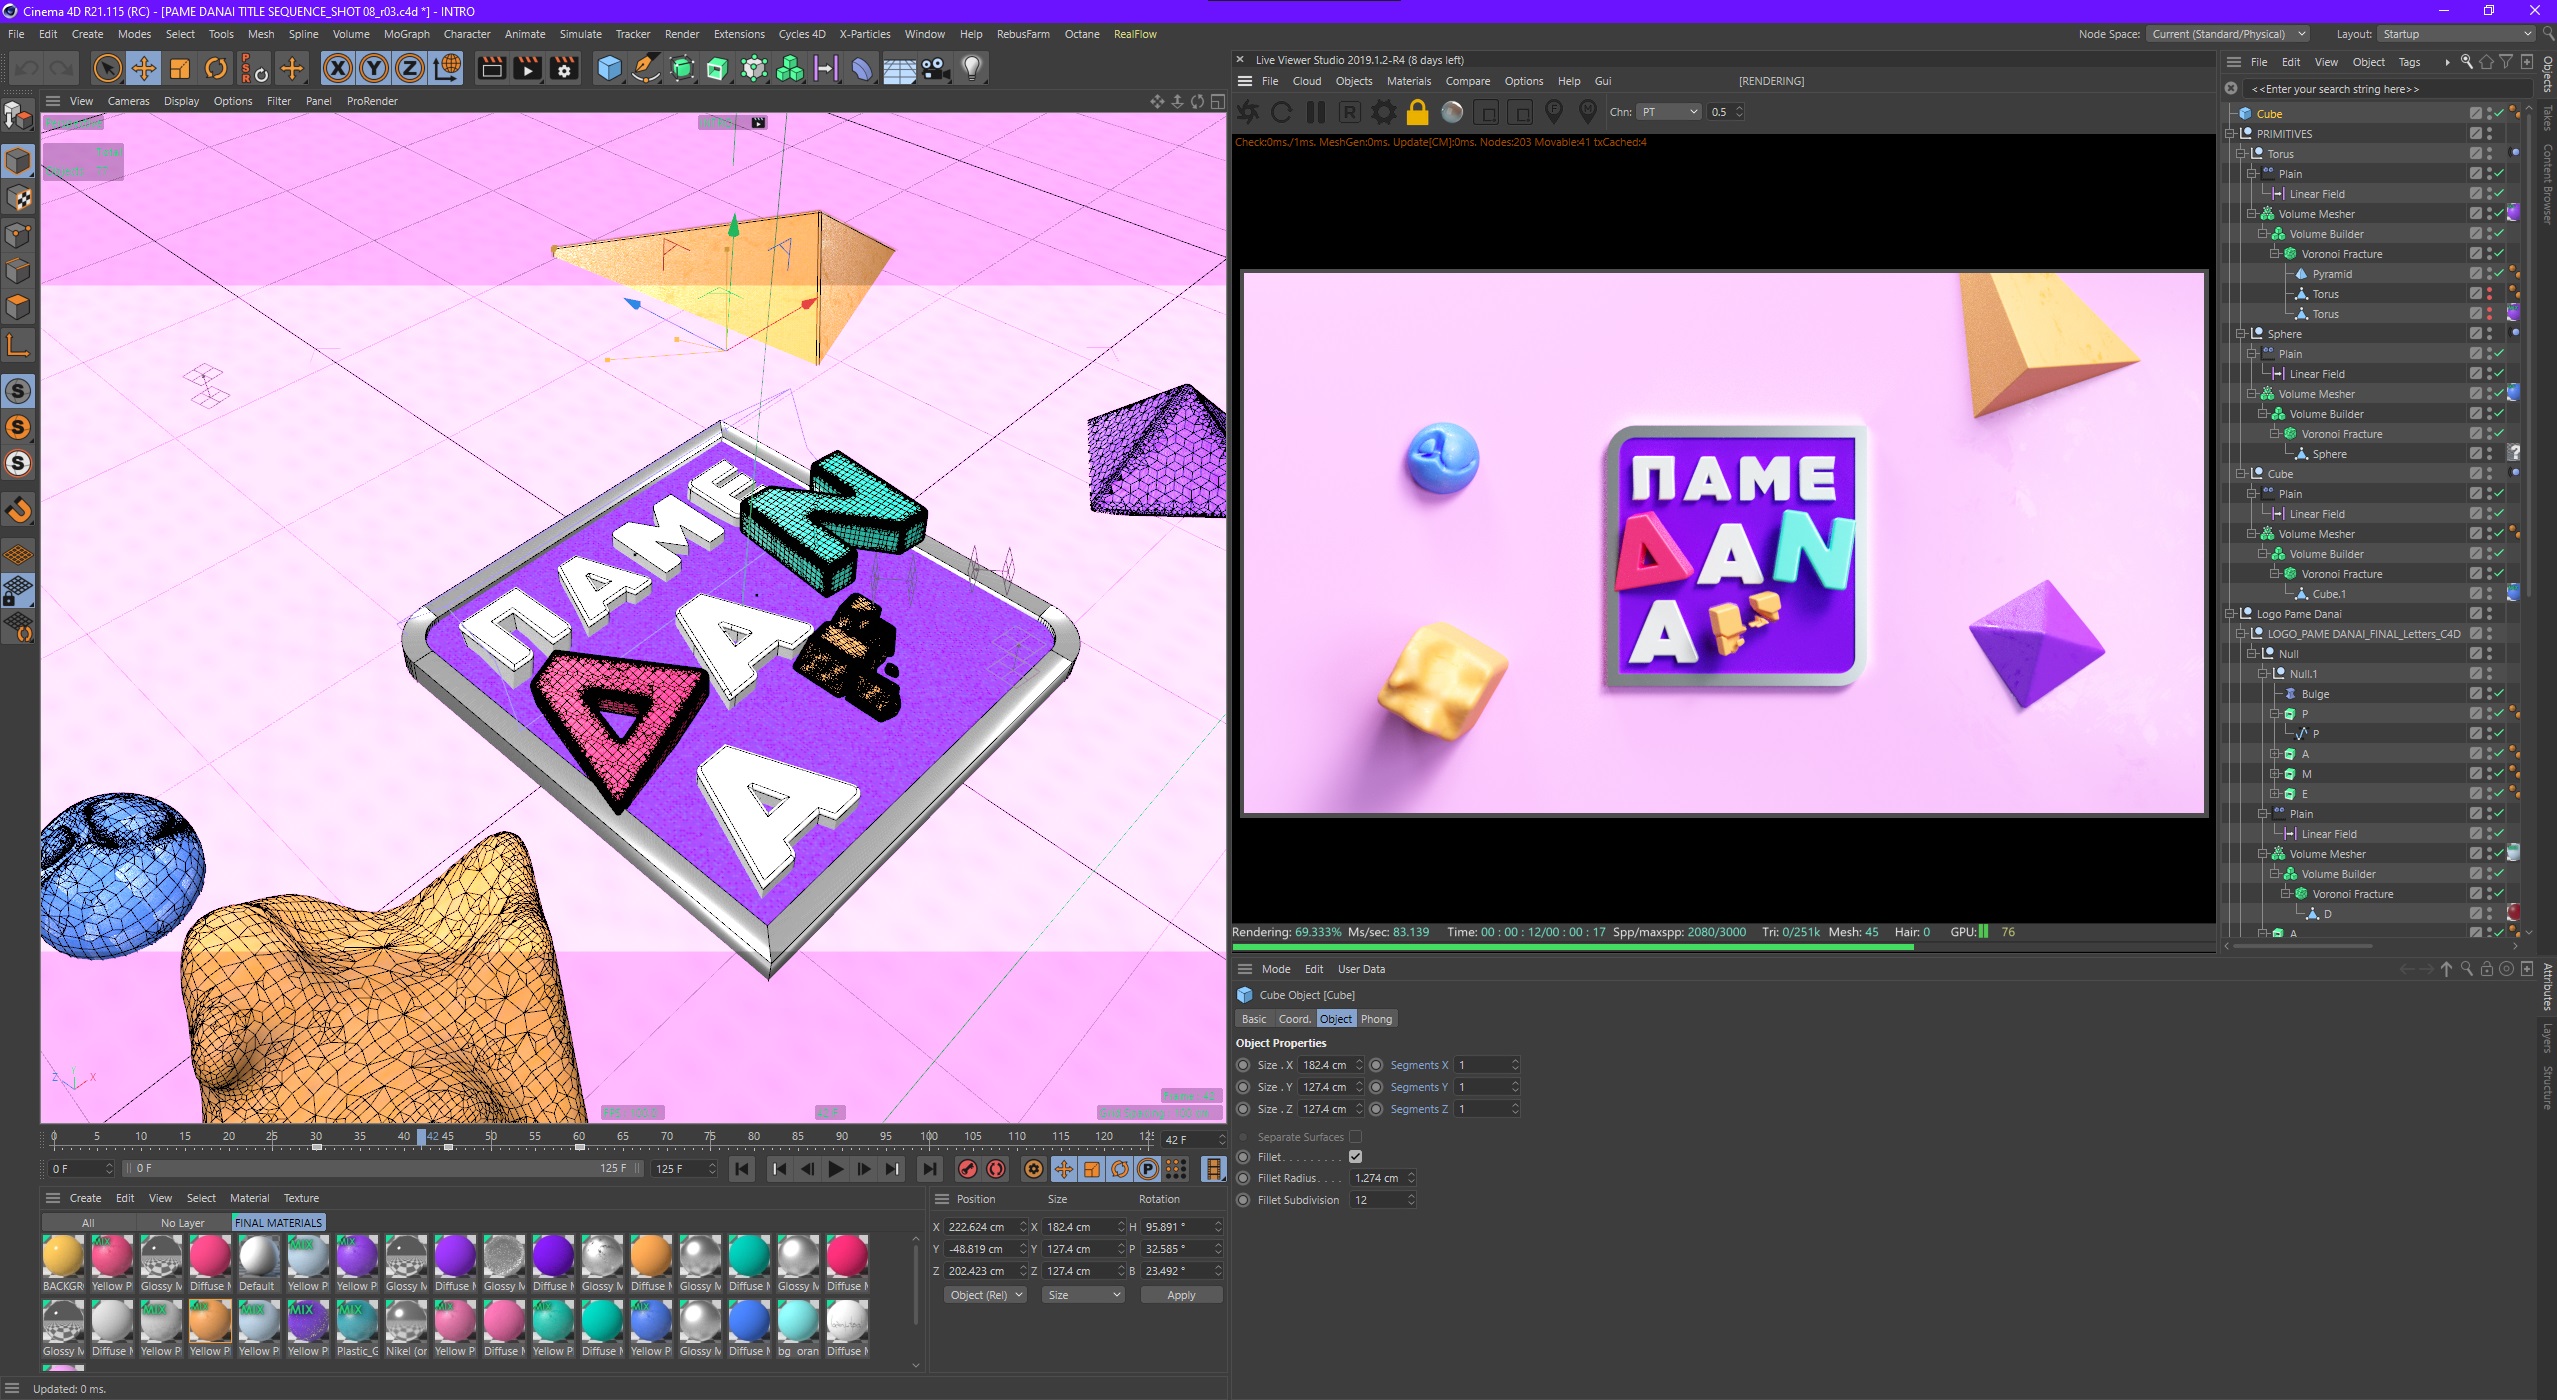 Cinema 4D R21.115 (RC) - [PAME DANAI TITLE SEQUENCE_SHOT 08_r03.c4d *] - INTRO
File Edit Create Modes Select Tools Mesh Spline Volume MoGraph Character Animate Simulate Tracker Render Extensions Cycles 4D X-Particles Window Help RebusFarm Octane RealFlow
Node Space: Current (Standard/Physical) Layout: Startup
View Cameras Display Options Filter Panel ProRender
ΠΑΜΕ
ΔΑΝ
Α
42 F
0 5 10 15 20 25 30 35 40 42 45 50 55 60 65 70 75 80 85 90 95 100 105 110 115 120 125
42 F
0 F 0 F 125 F 125 F
Create Edit View Select Material Texture
All No Layer FINAL MATERIALS
BACKGR Yellow P Glossy M Diffuse M Default Yellow P Yellow P Glossy M Diffuse M Glossy M Diffuse M Glossy M Diffuse M Glossy M Diffuse M Glossy M Diffuse M
Glossy M Diffuse M Yellow P Yellow P Yellow P Yellow P Plastic_G Nikel (or Yellow P Diffuse M Yellow P Diffuse M Yellow P Glossy M Diffuse M bg_oran Diffuse M
Position Size Rotation
X 222.624 cm X 182.4 cm H 95.891 °
Y -48.819 cm Y 127.4 cm P 32.585 °
Z 202.423 cm Z 127.4 cm B 23.492 °
Object (Rel) Size Apply
Updated: 0 ms.
Live Viewer Studio 2019.1.2-R4 (8 days left)
File Cloud Objects Materials Compare Options Help Gui [RENDERING]
Chn: PT 0.5
Check:0ms./1ms. MeshGen:0ms. Update[CM]:0ms. Nodes:203 Movable:41 txCached:4
ΠΑΜΕ
ΔΑΝ
Α
Rendering: 69.333% Ms/sec: 83.139 Time: 00 : 00 : 12/00 : 00 : 17 Spp/maxspp: 2080/3000 Tri: 0/251k Mesh: 45 Hair: 0 GPU: 76
Mode Edit User Data
Cube Object [Cube]
Basic Coord. Object Phong
Object Properties
Size . X 182.4 cm Segments X 1
Size . Y 127.4 cm Segments Y 1
Size . Z 127.4 cm Segments Z 1
Separate Surfaces
Fillet
Fillet Radius 1.274 cm
Fillet Subdivision 12
File Edit View Object Tags
<<Enter your search string here>>
Cube
PRIMITIVES
Torus
Plain
Linear Field
Volume Mesher
Volume Builder
Voronoi Fracture
Pyramid
Torus
Torus
Sphere
Plain
Linear Field
Volume Mesher
Volume Builder
Voronoi Fracture
Sphere
Cube
Plain
Linear Field
Volume Mesher
Volume Builder
Voronoi Fracture
Cube.1
Logo Pame Danai
LOGO_PAME DANAI_FINAL_Letters_C4D
Null
Null.1
Bulge
P
P
A
M
E
Plain
Linear Field
Volume Mesher
Volume Builder
Voronoi Fracture
D
A
Objects
Takes
Content Browser
Attributes
Layers
Structure